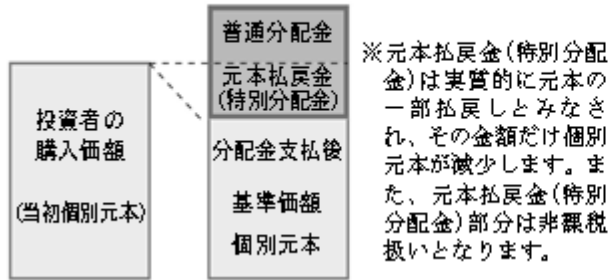 普通分配金
元本払戻金
(特別分配金)
投資者の
購入価額
(当初個別元本)
分配金支払後
基準価額
個別元本
※元本払戻金(特別分配
金)は実質的に元本の
一部払戻しとみなさ
れ、その金額だけ個別
元本が減少します。ま
た、元本払戻金(特別
分配金)部分は非課税
扱いとなります。